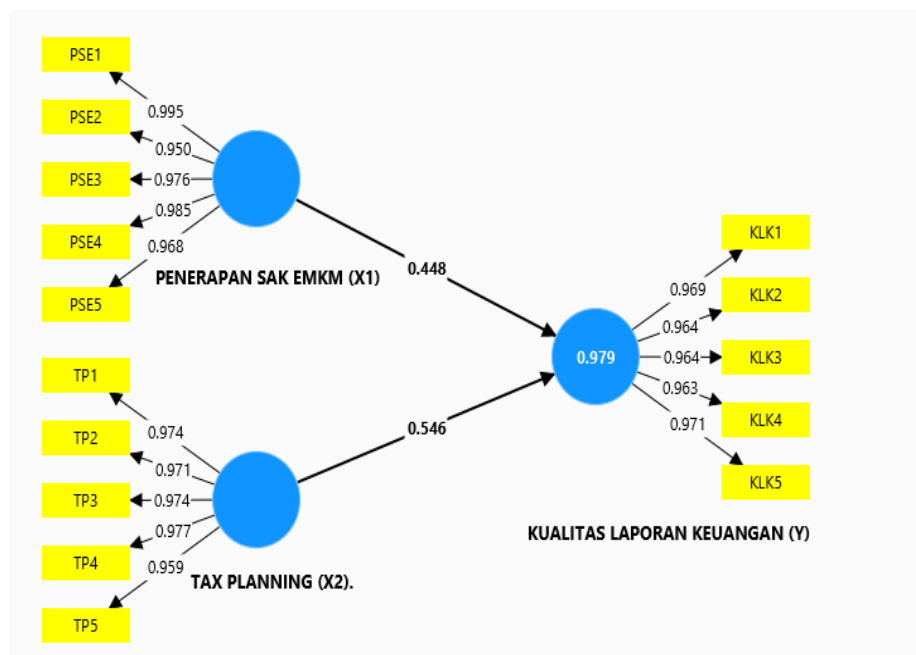 PSE1
0.995
PSE2
0.950
PSE3
0.976
PSE4
0.985
PSE5
0.968
PENERAPAN SAK EMKM (X1)
0.448
TP1
0.974
TP2
0.971
TP3
0.974
TP4
0.977
TP5
0.959
TAX PLANNING (X2).
0.546
0.979
KLK1
0.969
KLK2
0.964
KLK3
0.964
KLK4
0.963
KLK5
0.971
KUALITAS LAPORAN KEUANGAN (Y)